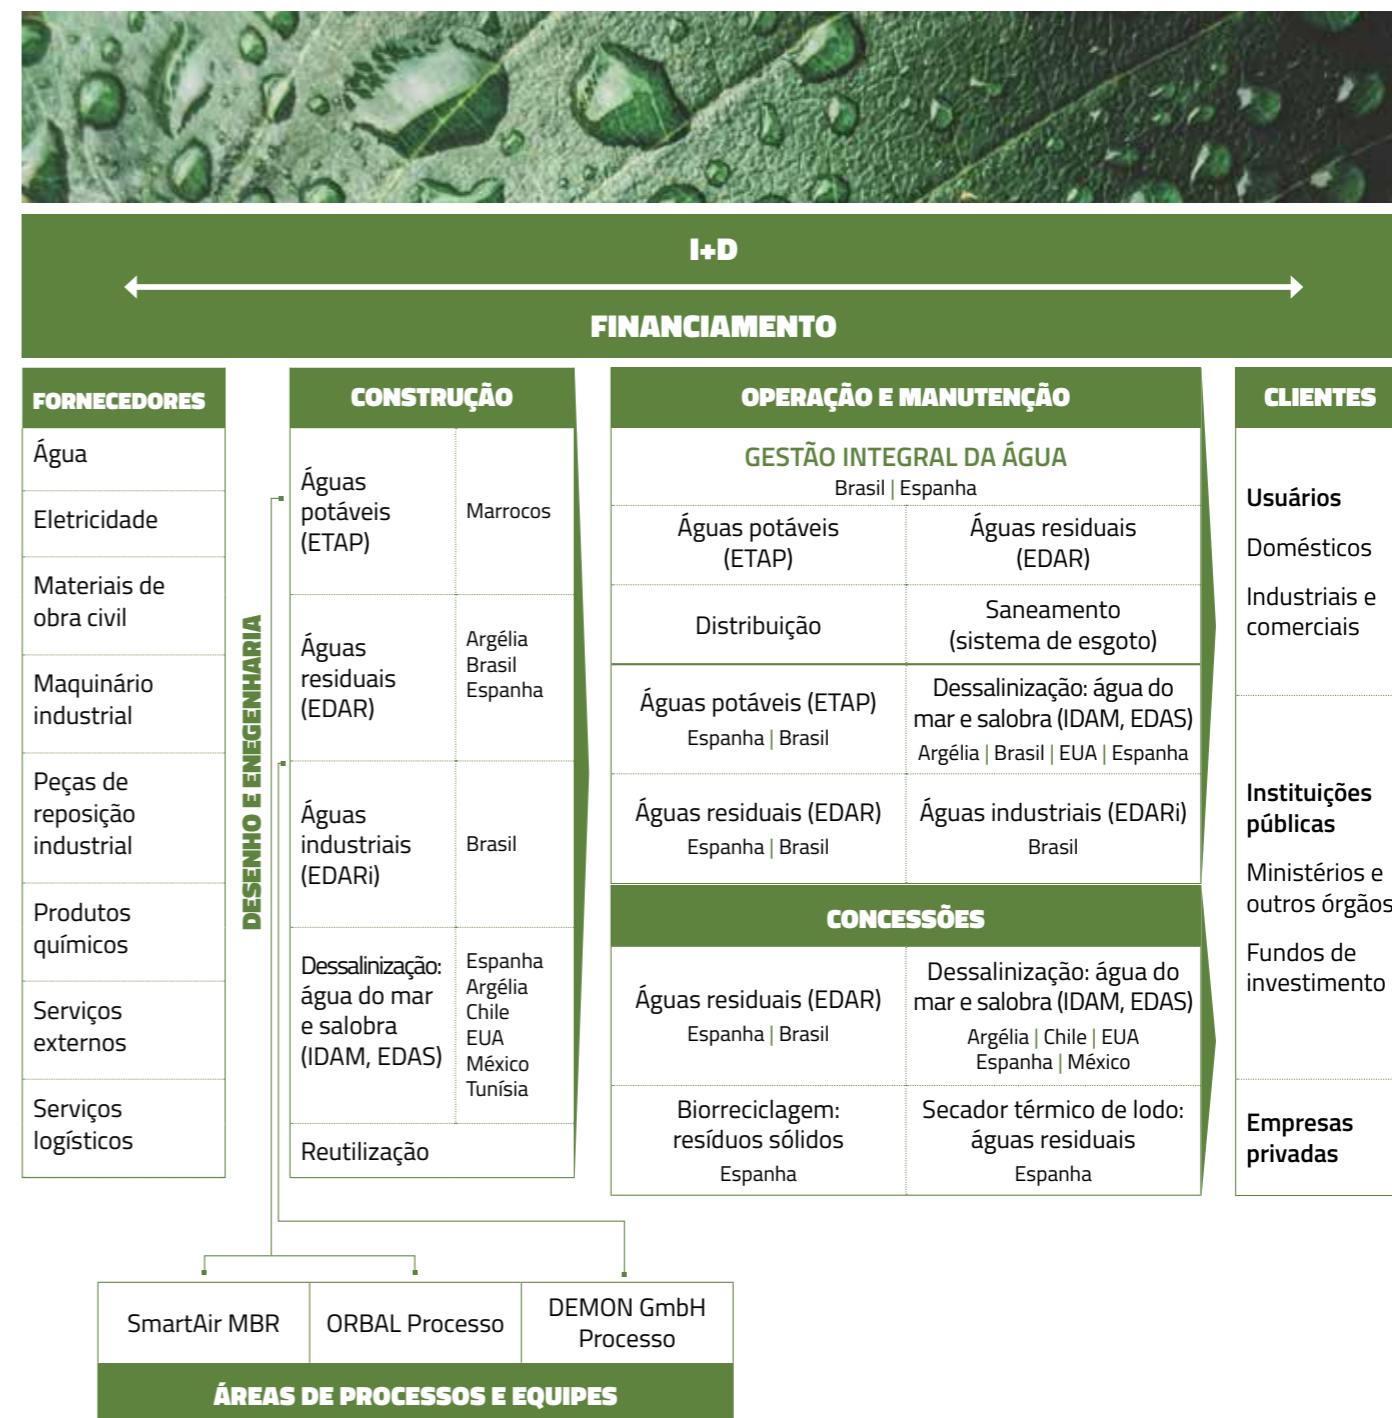 I+D
FINANCIAMENTO
FORNECEDORES
Água
Eletricidade
Materiais de
obra civil
Maquinário
industrial
Peças de
reposição
industrial
Produtos
químicos
Serviços
externos
Serviços
logísticos
DESENHO E ENEGENHARIA
CONSTRUÇÃO
Águas
potáveis
(ETAP)
Marrocos
Águas
residuais
(EDAR)
Argélia
Brasil
Espanha
Águas
industriais
(EDARi)
Brasil
Dessalinização:
água do mar
e salobra
(IDAM, EDAS)
Espanha
Argélia
Chile
EUA
México
Tunísia
Reutilização
OPERAÇÃO E MANUTENÇÃO
GESTÃO INTEGRAL DA ÁGUA
Brasil | Espanha
Águas potáveis
(ETAP)
Águas residuais
(EDAR)
Distribuição
Saneamento
(sistema de esgoto)
Águas potáveis (ETAP)
Espanha | Brasil
Dessalinização: água do
mar e salobra (IDAM, EDAS)
Argélia | Brasil | EUA | Espanha
Águas residuais (EDAR)
Espanha | Brasil
Águas industriais (EDARi)
Brasil
CONCESSÕES
Águas residuais (EDAR)
Espanha | Brasil
Dessalinização: água do
mar e salobra (IDAM, EDAS)
Argélia | Chile | EUA
Espanha | México
Biorreciclagem:
resíduos sólidos
Espanha
Secador térmico de lodo:
águas residuais
Espanha
CLIENTES
Usuários
Domésticos
Industriais e
comerciais
Instituições
públicas
Ministérios e
outros órgãos
Fundos de
investimento
Empresas
privadas
SmartAir MBR
ORBAL Processo
DEMON GmbH
Processo
ÁREAS DE PROCESSOS E EQUIPES